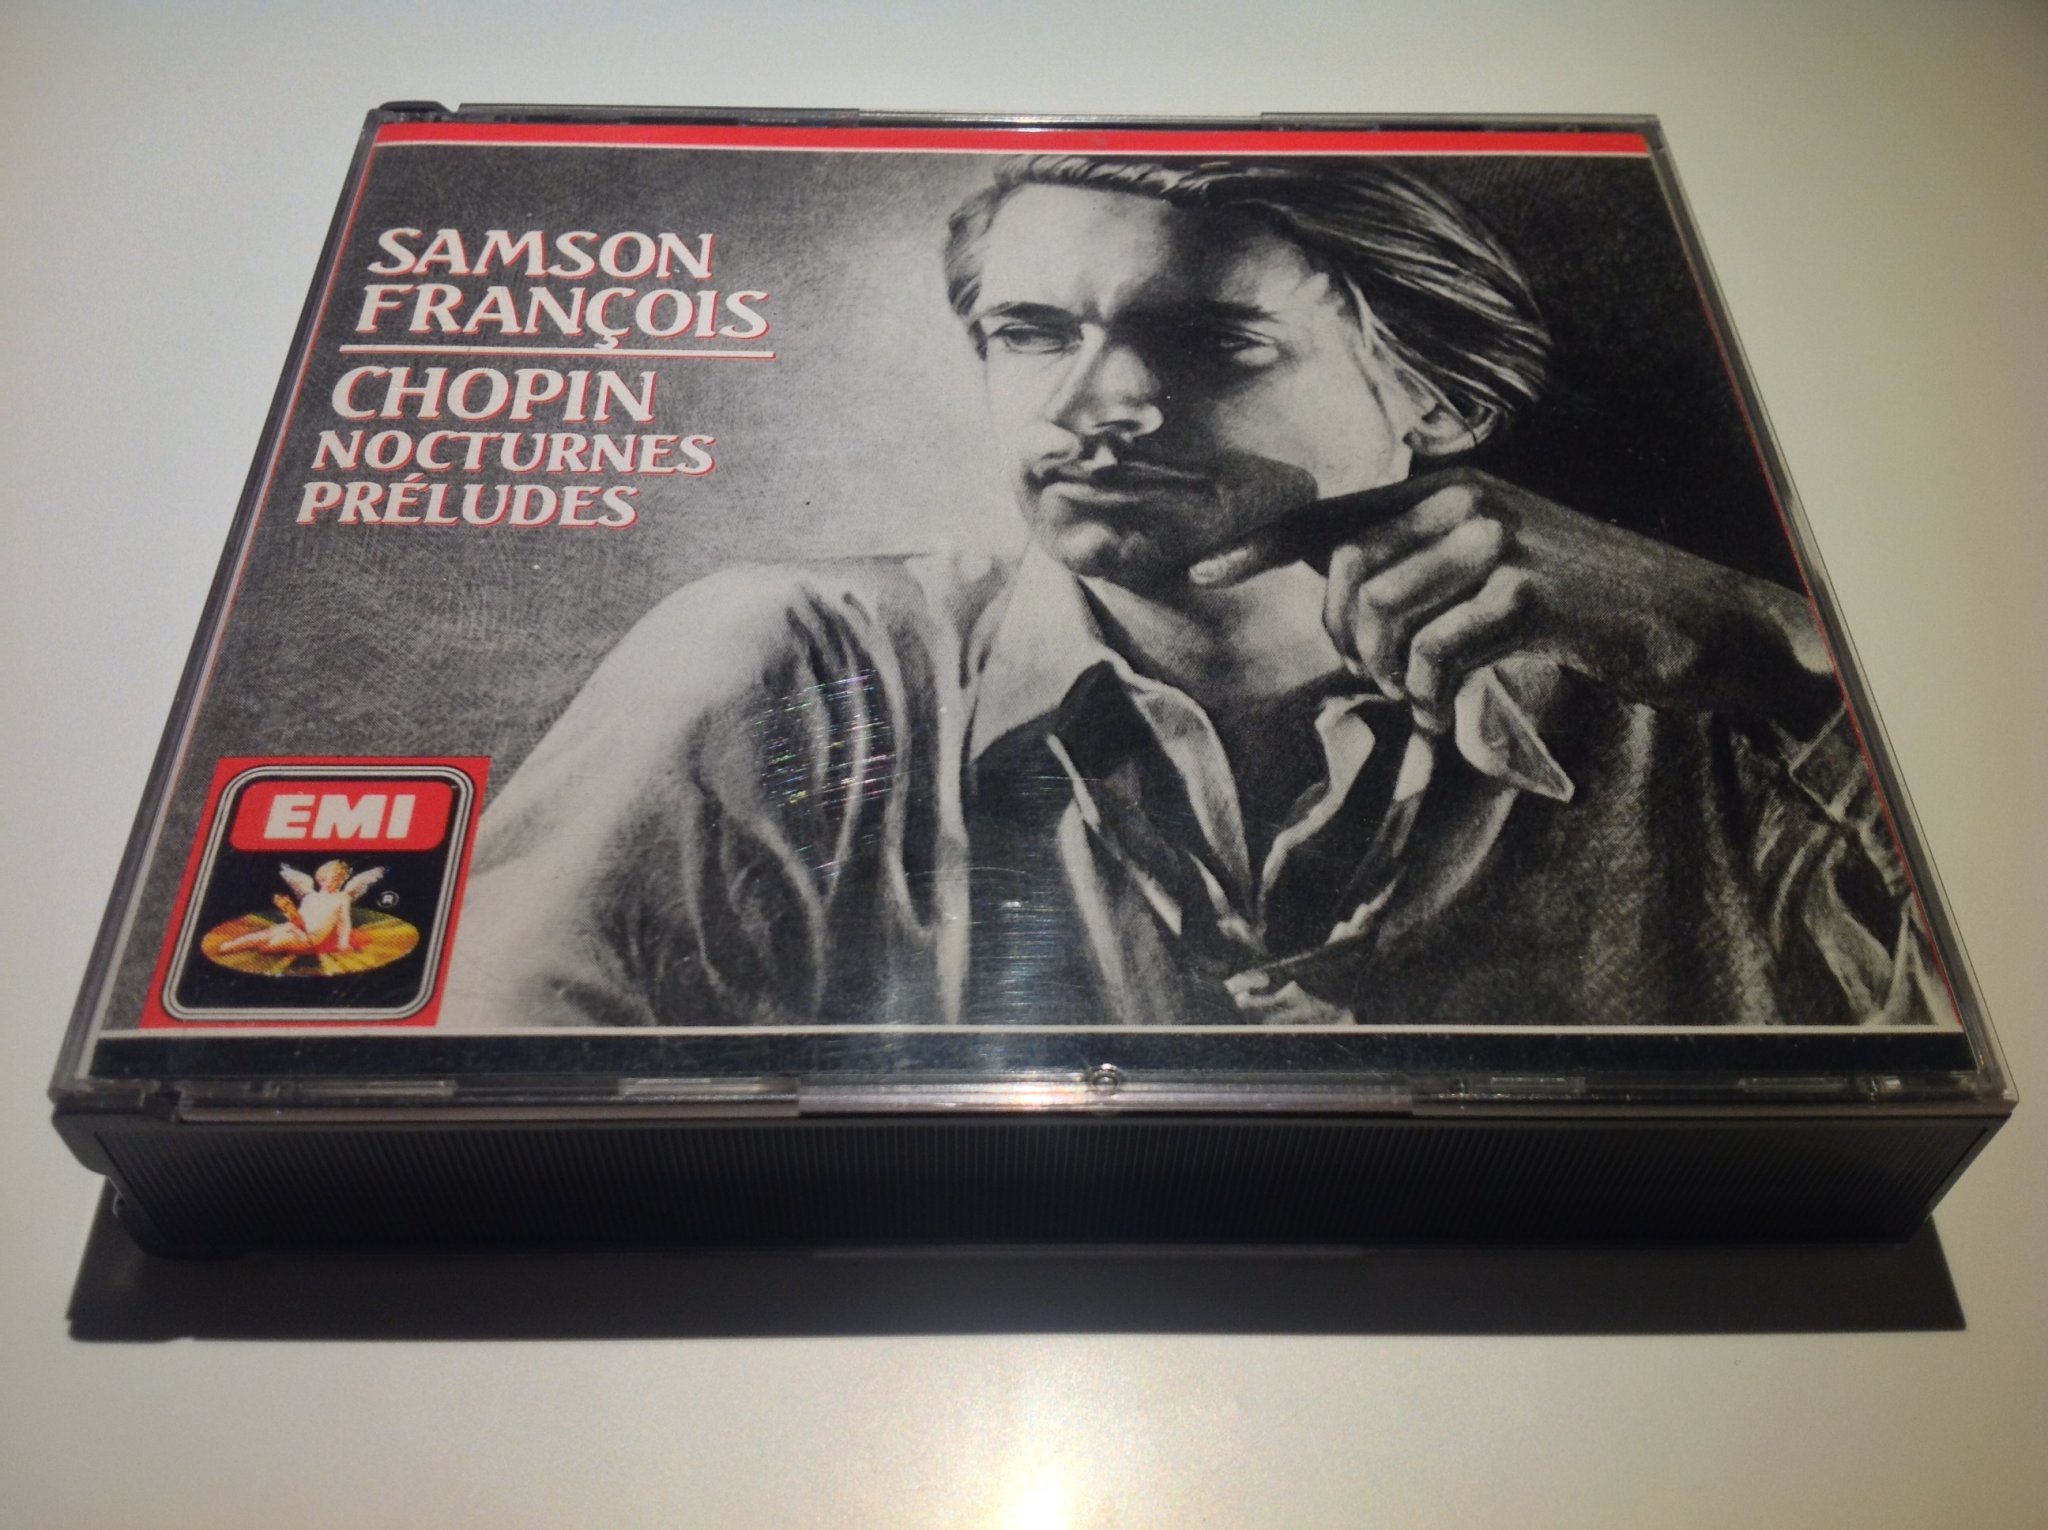 SAMSON
FRANÇOIS
CHOPIN
NOCTURNES
PRÉLUDES
EMI
®